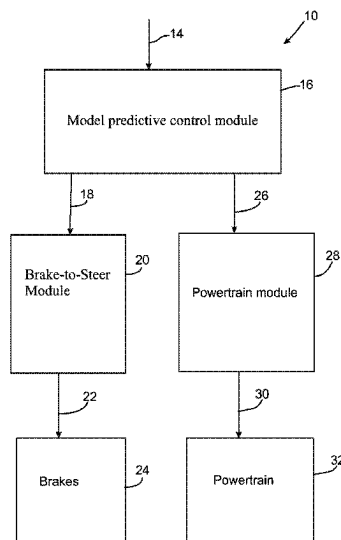 10
14
16
Model predictive control module
18
26
Brake-to-Steer
Module
20
Powertrain module
28
22
30
Brakes
24
Powertrain
32